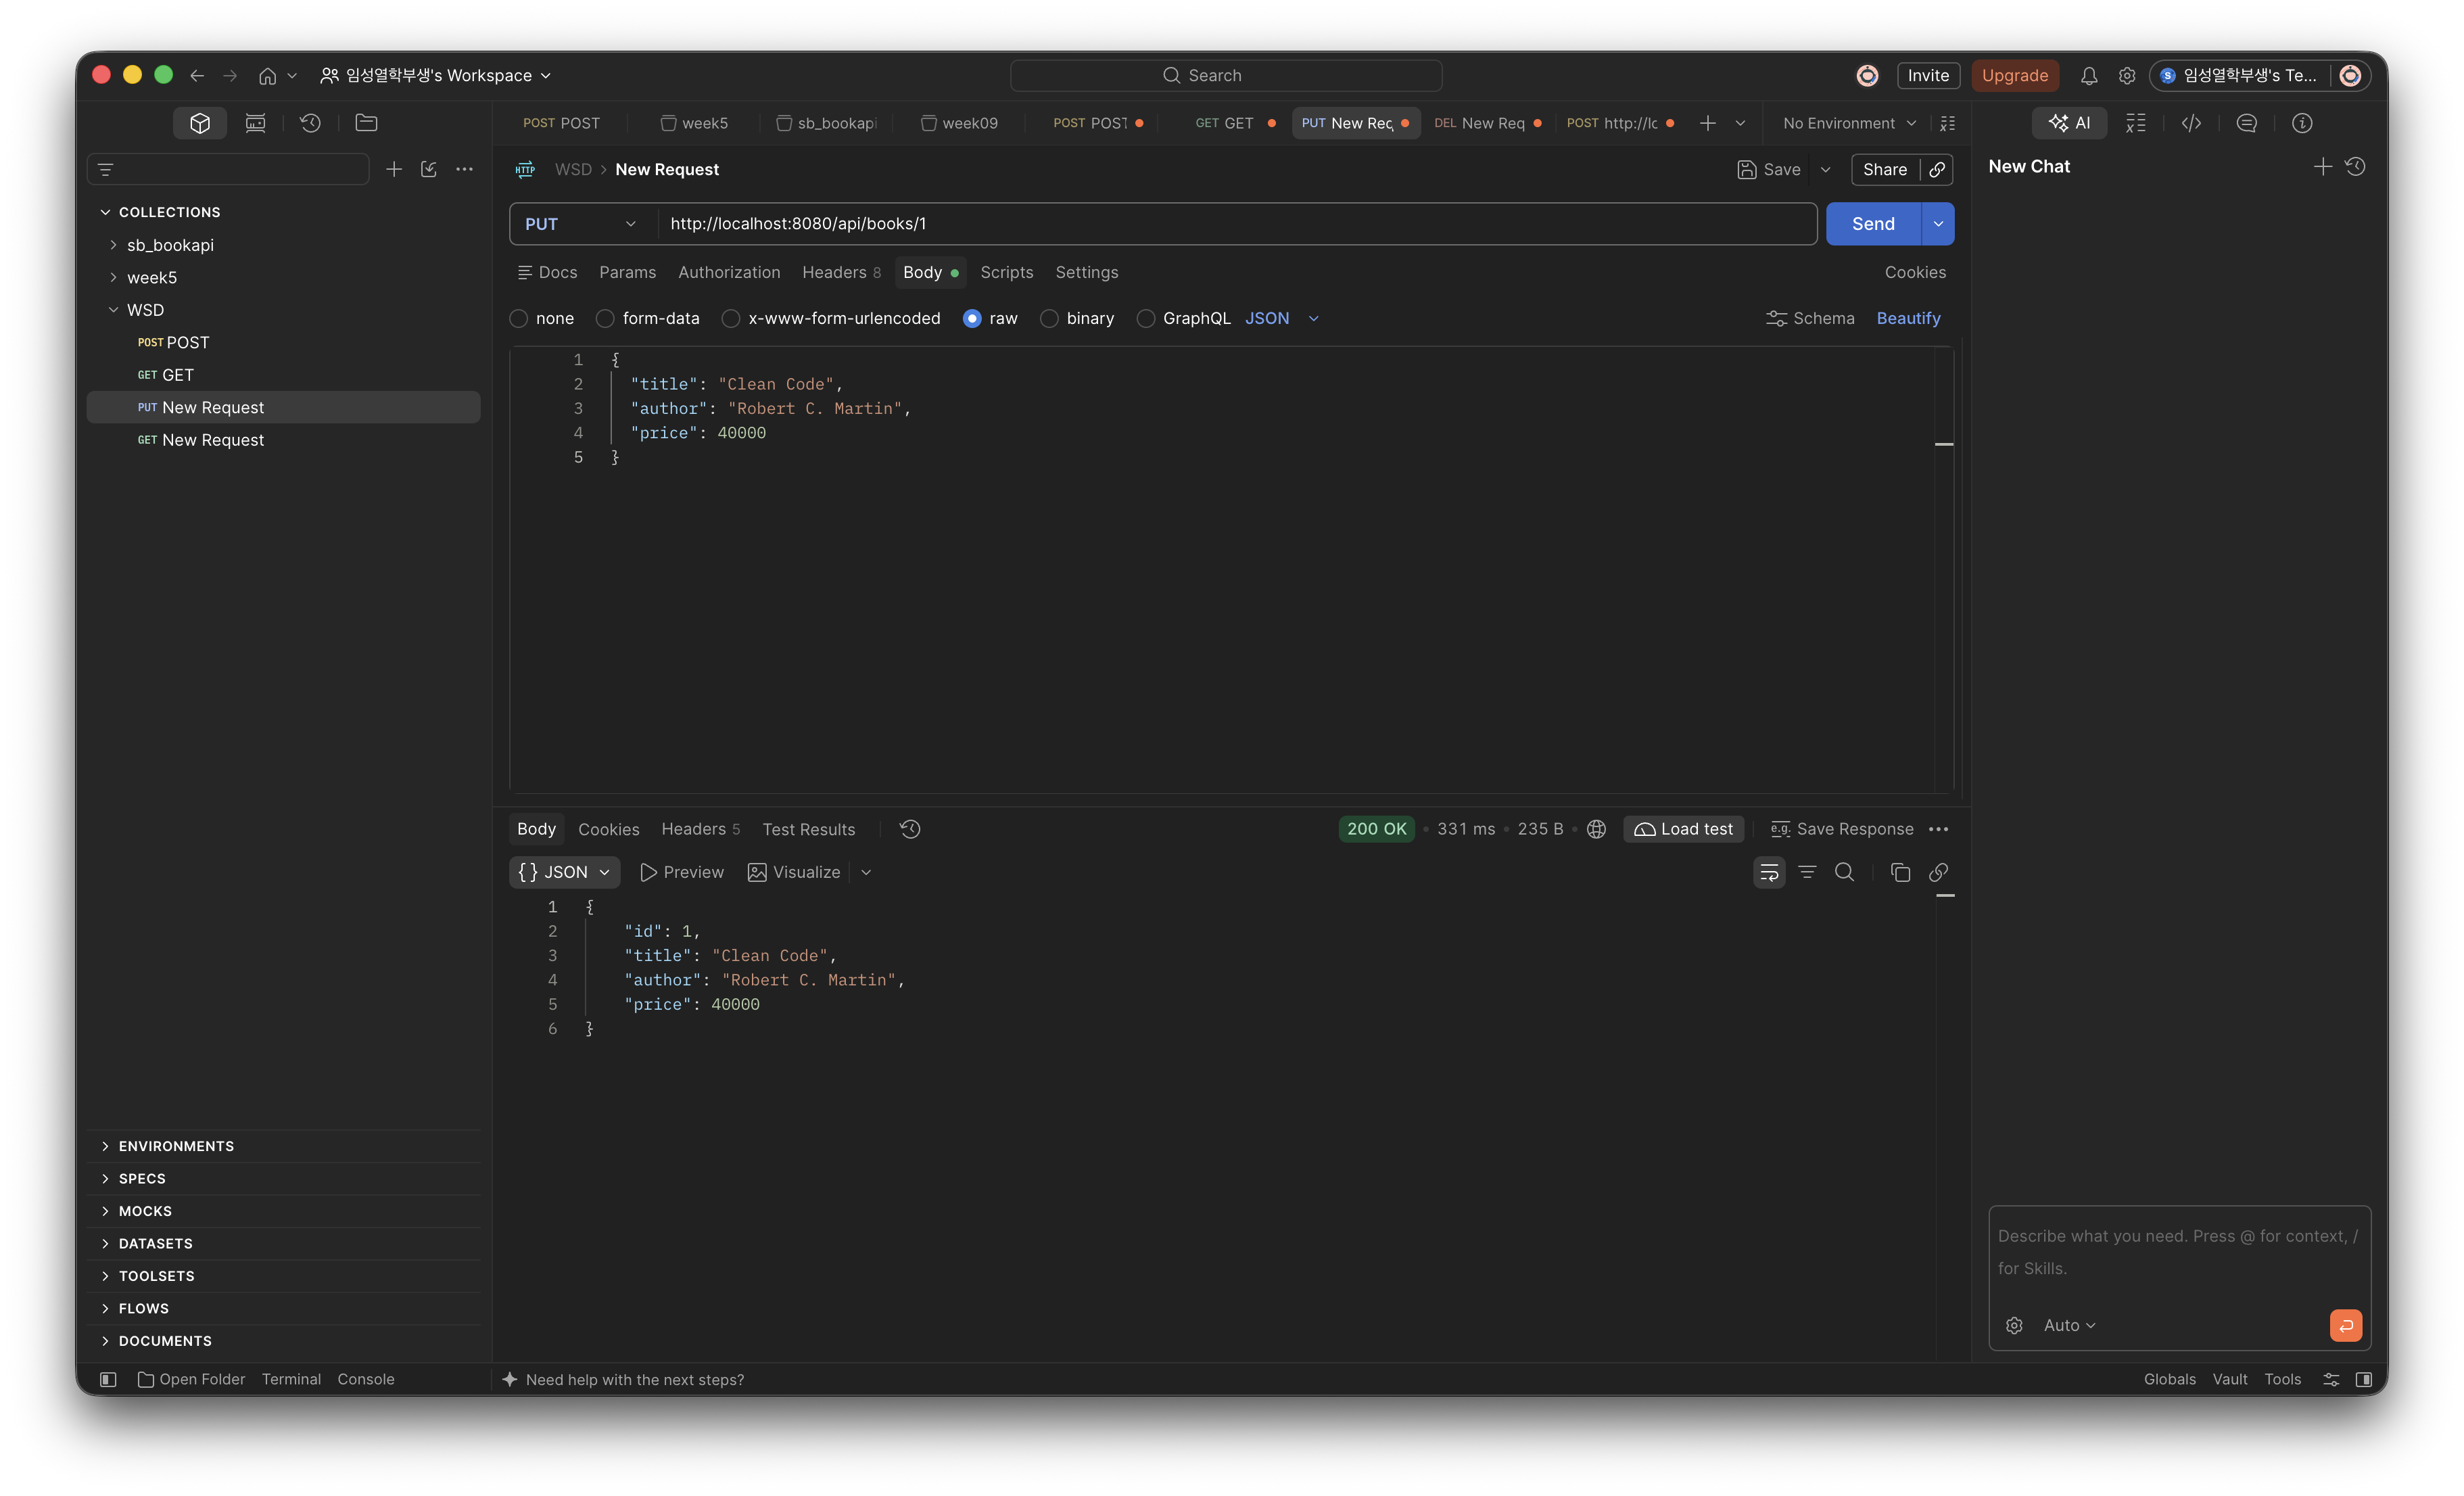 임성열학부생's Workspace
Search
Invite
Upgrade
S
임성열학부생's Te...
POST POST
week5
sb_bookapi
week09
POST POST
GET GET
PUT New Req
DEL New Req
POST http://lc
No Environment
AI
HTTP
WSD > New Request
Save
Share
New Chat
COLLECTIONS
sb_bookapi
week5
WSD
POST POST
GET GET
PUT New Request
GET New Request
PUT
http://localhost:8080/api/books/1
Send
Docs
Params
Authorization
Headers 8
Body
Scripts
Settings
Cookies
none
form-data
x-www-form-urlencoded
raw
binary
GraphQL
JSON
Schema
Beautify
1 {
2 "title": "Clean Code",
3 "author": "Robert C. Martin",
4 "price": 40000
5 }
Body
Cookies
Headers 5
Test Results
200 OK
331 ms
235 B
Load test
e.g. Save Response
{} JSON
Preview
Visualize
1 {
2 "id": 1,
3 "title": "Clean Code",
4 "author": "Robert C. Martin",
5 "price": 40000
6 }
ENVIRONMENTS
SPECS
MOCKS
DATASETS
TOOLSETS
FLOWS
DOCUMENTS
Describe what you need. Press @ for context, /
for Skills.
Auto
Open Folder
Terminal
Console
Need help with the next steps?
Globals
Vault
Tools